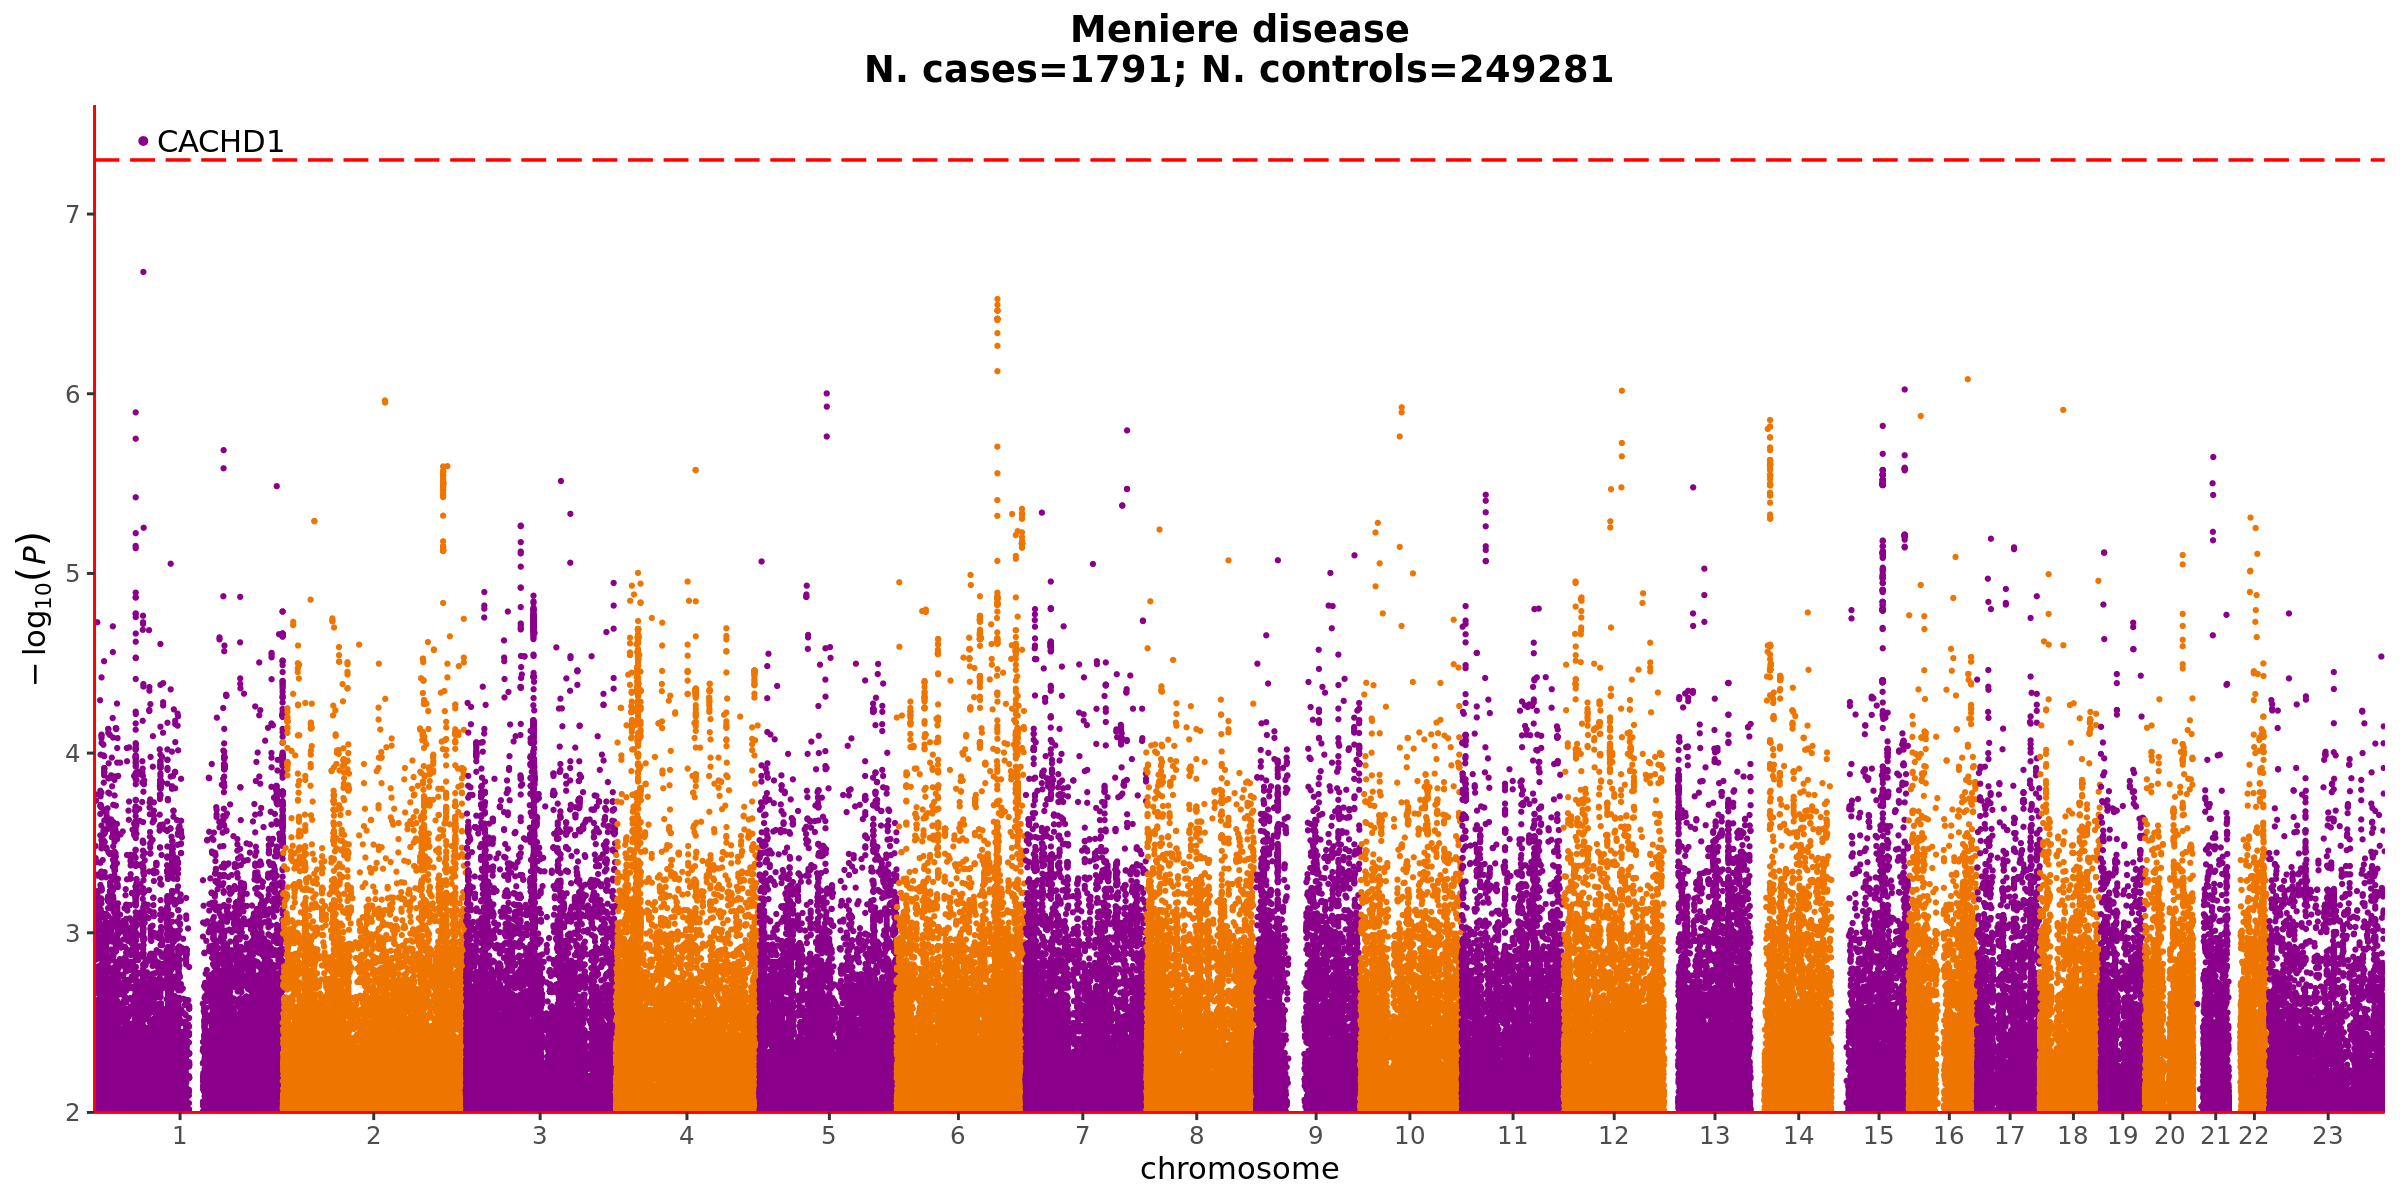 Meniere disease
N. cases=1791; N. controls=249281
CACHD1
7
6
5
4
3
2
−log10(P)
1 2 3 4 5 6 7 8 9 10 11 12 13 14 15 16 17 18 19 20 21 22 23
chromosome